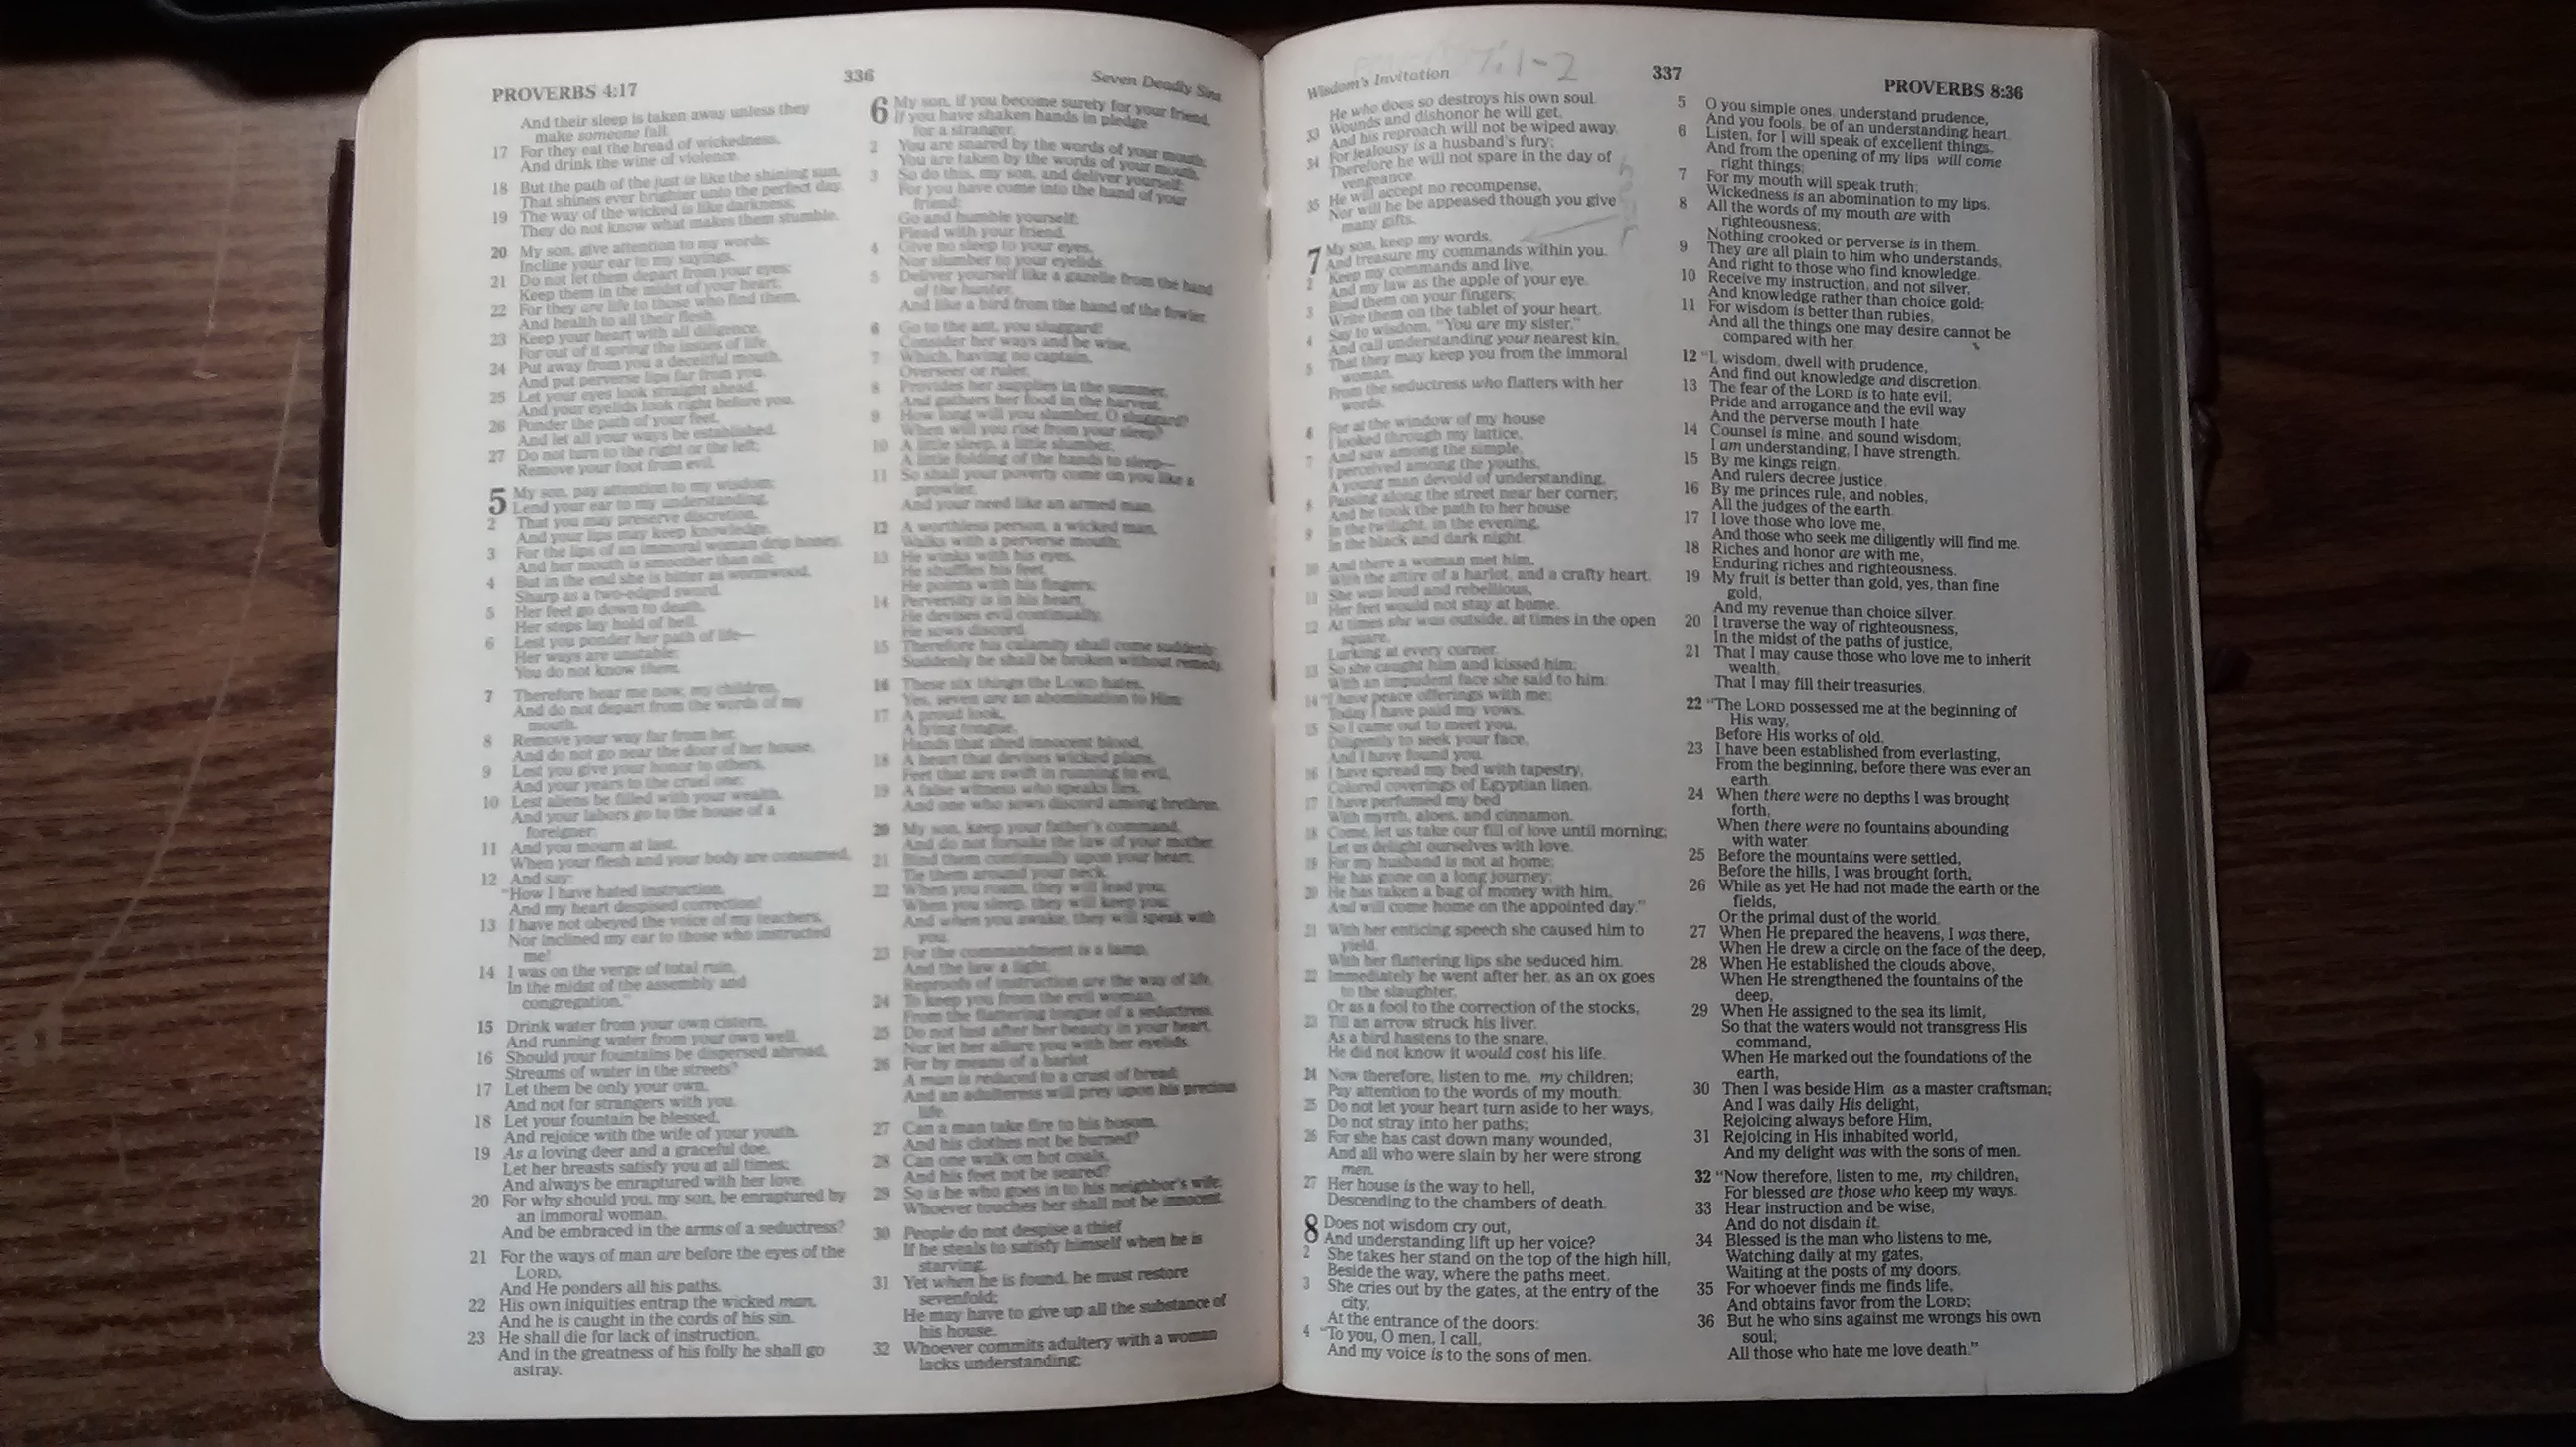 PROVERBS 4:17
336
Seven Deadly Sins
And their sleep is taken away unless they
make someone fall.
17 For they eat the bread of wickedness,
And drink the wine of violence.
18 But the path of the just is like the shining sun,
That shines ever brighter unto the perfect day.
19 The way of the wicked is like darkness;
They do not know what makes them stumble.
20 My son, give attention to my words;
Incline your ear to my sayings.
21 Do not let them depart from your eyes;
Keep them in the midst of your heart;
22 For they are life to those who find them,
And health to all their flesh.
23 Keep your heart with all diligence,
For out of it spring the issues of life.
24 Put away from you a deceitful mouth,
And put perverse lips far from you.
25 Let your eyes look straight ahead,
And your eyelids look right before you.
26 Ponder the path of your feet,
And let all your ways be established.
27 Do not turn to the right or the left;
Remove your foot from evil.
5 My son, pay attention to my wisdom;
Lend your ear to my understanding,
2 That you may preserve discretion,
And your lips may keep knowledge.
3 For the lips of an immoral woman drip honey,
And her mouth is smoother than oil;
4 But in the end she is bitter as wormwood,
Sharp as a two-edged sword.
5 Her feet go down to death,
Her steps lay hold of hell.
6 Lest you ponder her path of life—
Her ways are unstable;
You do not know them.
7 Therefore hear me now, my children,
And do not depart from the words of my
mouth.
8 Remove your way far from her,
And do not go near the door of her house,
9 Lest you give your honor to others,
And your years to the cruel one;
10 Lest aliens be filled with your wealth,
And your labors go to the house of a
foreigner;
11 And you mourn at last,
When your flesh and your body are consumed,
12 And say:
"How I have hated instruction,
And my heart despised correction!
13 I have not obeyed the voice of my teachers,
Nor inclined my ear to those who instructed
me!
14 I was on the verge of total ruin,
In the midst of the assembly and
congregation."
15 Drink water from your own cistern,
And running water from your own well.
16 Should your fountains be dispersed abroad,
Streams of water in the streets?
17 Let them be only your own,
And not for strangers with you.
18 Let your fountain be blessed,
And rejoice with the wife of your youth.
19 As a loving deer and a graceful doe,
Let her breasts satisfy you at all times;
And always be enraptured with her love.
20 For why should you, my son, be enraptured by
an immoral woman,
And be embraced in the arms of a seductress?
21 For the ways of man are before the eyes of the
LORD,
And He ponders all his paths.
22 His own iniquities entrap the wicked man,
And he is caught in the cords of his sin.
23 He shall die for lack of instruction,
And in the greatness of his folly he shall go
astray.
6 My son, if you become surety for your friend,
If you have shaken hands in pledge
for a stranger,
2 You are snared by the words of your mouth;
You are taken by the words of your mouth.
3 So do this, my son, and deliver yourself;
For you have come into the hand of your
friend:
Go and humble yourself;
Plead with your friend.
4 Give no sleep to your eyes,
Nor slumber to your eyelids.
5 Deliver yourself like a gazelle from the hand
of the hunter,
And like a bird from the hand of the fowler.
6 Go to the ant, you sluggard!
Consider her ways and be wise,
7 Which, having no captain,
Overseer or ruler,
8 Provides her supplies in the summer,
And gathers her food in the harvest.
9 How long will you slumber, O sluggard?
When will you rise from your sleep?
10 A little sleep, a little slumber,
A little folding of the hands to sleep—
11 So shall your poverty come on you like a
prowler,
And your need like an armed man.
12 A worthless person, a wicked man,
Walks with a perverse mouth;
13 He winks with his eyes,
He shuffles his feet,
He points with his fingers;
14 Perversity is in his heart,
He devises evil continually,
He sows discord.
15 Therefore his calamity shall come suddenly;
Suddenly he shall be broken without remedy.
16 These six things the LORD hates,
Yes, seven are an abomination to Him:
17 A proud look,
A lying tongue,
Hands that shed innocent blood,
18 A heart that devises wicked plans,
Feet that are swift in running to evil,
19 A false witness who speaks lies,
And one who sows discord among brethren.
20 My son, keep your father's command,
And do not forsake the law of your mother.
21 Bind them continually upon your heart;
Tie them around your neck.
22 When you roam, they will lead you;
When you sleep, they will keep you;
And when you awake, they will speak with
you.
23 For the commandment is a lamp,
And the law a light;
Reproofs of instruction are the way of life,
24 To keep you from the evil woman,
From the flattering tongue of a seductress.
25 Do not lust after her beauty in your heart,
Nor let her allure you with her eyelids.
26 For by means of a harlot
A man is reduced to a crust of bread;
And an adulteress will prey upon his precious
life.
27 Can a man take fire to his bosom,
And his clothes not be burned?
28 Can one walk on hot coals,
And his feet not be seared?
29 So is he who goes in to his neighbor's wife;
Whoever touches her shall not be innocent.
30 People do not despise a thief
If he steals to satisfy himself when he is
starving.
31 Yet when he is found, he must restore
sevenfold;
He may have to give up all the substance of
his house.
32 Whoever commits adultery with a woman
lacks understanding;
Wisdom's Invitation
7:1-2
337
PROVERBS 8:36
He who does so destroys his own soul.
33 Wounds and dishonor he will get,
And his reproach will not be wiped away.
34 For jealousy is a husband's fury;
Therefore he will not spare in the day of
vengeance.
35 He will accept no recompense,
Nor will he be appeased though you give
many gifts.
7 My son, keep my words,
And treasure my commands within you.
2 Keep my commands and live,
And my law as the apple of your eye.
3 Bind them on your fingers;
Write them on the tablet of your heart.
4 Say to wisdom, "You are my sister,"
And call understanding your nearest kin,
5 That they may keep you from the immoral
woman,
From the seductress who flatters with her
words.
6 For at the window of my house
I looked through my lattice,
7 And saw among the simple,
I perceived among the youths,
A young man devoid of understanding,
8 Passing along the street near her corner;
And he took the path to her house
9 In the twilight, in the evening,
In the black and dark night.
10 And there a woman met him,
With the attire of a harlot, and a crafty heart.
11 She was loud and rebellious,
Her feet would not stay at home.
12 At times she was outside, at times in the open
square,
Lurking at every corner.
13 So she caught him and kissed him;
With an impudent face she said to him:
14 "I have peace offerings with me;
Today I have paid my vows.
15 So I came out to meet you,
Diligently to seek your face,
And I have found you.
16 I have spread my bed with tapestry,
Colored coverings of Egyptian linen.
17 I have perfumed my bed
With myrrh, aloes, and cinnamon.
18 Come, let us take our fill of love until morning;
Let us delight ourselves with love.
19 For my husband is not at home;
He has gone on a long journey;
20 He has taken a bag of money with him,
And will come home on the appointed day."
21 With her enticing speech she caused him to
yield,
With her flattering lips she seduced him.
22 Immediately he went after her, as an ox goes
to the slaughter,
Or as a fool to the correction of the stocks,
23 Till an arrow struck his liver.
As a bird hastens to the snare,
He did not know it would cost his life.
24 Now therefore, listen to me, my children;
Pay attention to the words of my mouth:
25 Do not let your heart turn aside to her ways,
Do not stray into her paths;
26 For she has cast down many wounded,
And all who were slain by her were strong
men.
27 Her house is the way to hell,
Descending to the chambers of death.
8 Does not wisdom cry out,
And understanding lift up her voice?
2 She takes her stand on the top of the high hill,
Beside the way, where the paths meet.
3 She cries out by the gates, at the entry of the
city,
At the entrance of the doors:
4 "To you, O men, I call,
And my voice is to the sons of men.
5 O you simple ones, understand prudence,
And you fools, be of an understanding heart.
6 Listen, for I will speak of excellent things,
And from the opening of my lips will come
right things;
7 For my mouth will speak truth;
Wickedness is an abomination to my lips.
8 All the words of my mouth are with
righteousness;
Nothing crooked or perverse is in them.
9 They are all plain to him who understands,
And right to those who find knowledge.
10 Receive my instruction, and not silver,
And knowledge rather than choice gold;
11 For wisdom is better than rubies,
And all the things one may desire cannot be
compared with her.
12 "I, wisdom, dwell with prudence,
And find out knowledge and discretion.
13 The fear of the LORD is to hate evil;
Pride and arrogance and the evil way
And the perverse mouth I hate.
14 Counsel is mine, and sound wisdom;
I am understanding, I have strength.
15 By me kings reign,
And rulers decree justice.
16 By me princes rule, and nobles,
All the judges of the earth.
17 I love those who love me,
And those who seek me diligently will find me.
18 Riches and honor are with me,
Enduring riches and righteousness.
19 My fruit is better than gold, yes, than fine
gold,
And my revenue than choice silver.
20 I traverse the way of righteousness,
In the midst of the paths of justice,
21 That I may cause those who love me to inherit
wealth,
That I may fill their treasuries.
22 "The LORD possessed me at the beginning of
His way,
Before His works of old.
23 I have been established from everlasting,
From the beginning, before there was ever an
earth.
24 When there were no depths I was brought
forth,
When there were no fountains abounding
with water.
25 Before the mountains were settled,
Before the hills, I was brought forth;
26 While as yet He had not made the earth or the
fields,
Or the primal dust of the world.
27 When He prepared the heavens, I was there,
When He drew a circle on the face of the deep,
28 When He established the clouds above,
When He strengthened the fountains of the
deep,
29 When He assigned to the sea its limit,
So that the waters would not transgress His
command,
When He marked out the foundations of the
earth,
30 Then I was beside Him as a master craftsman;
And I was daily His delight,
Rejoicing always before Him,
31 Rejoicing in His inhabited world,
And my delight was with the sons of men.
32 "Now therefore, listen to me, my children,
For blessed are those who keep my ways.
33 Hear instruction and be wise,
And do not disdain it.
34 Blessed is the man who listens to me,
Watching daily at my gates,
Waiting at the posts of my doors.
35 For whoever finds me finds life,
And obtains favor from the LORD;
36 But he who sins against me wrongs his own
soul;
All those who hate me love death."